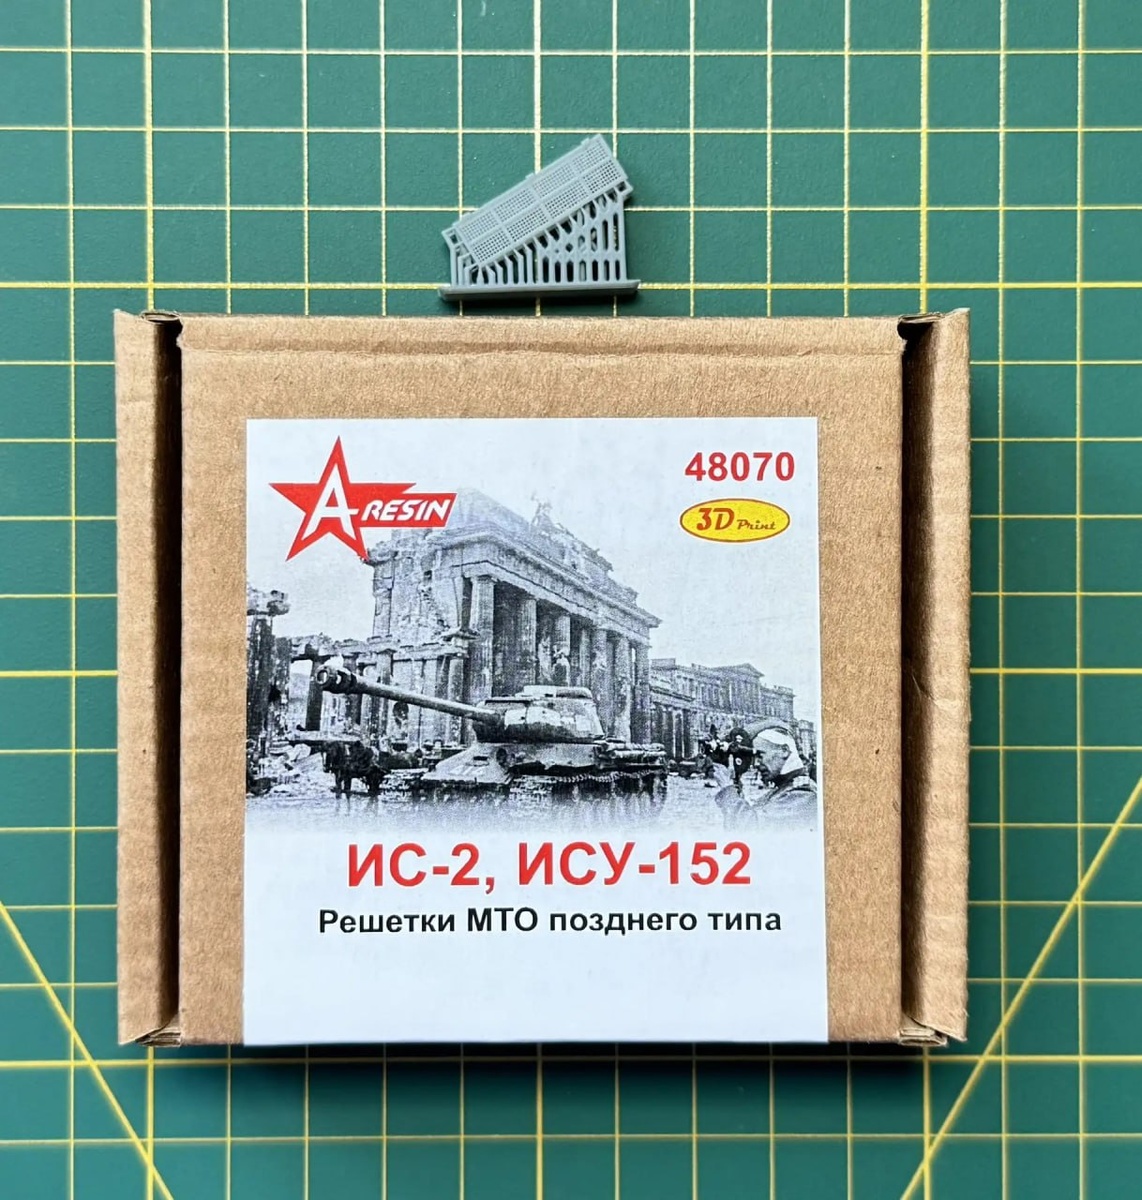 A-RESIN
48070
3D Print
ИС-2, ИСУ-152
Решетки МТО позднего типа